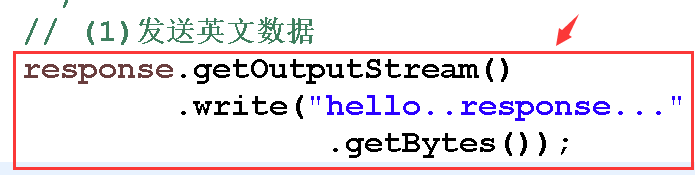 // (1)发送英文数据
response.getOutputStream()
.write("hello..response..."
.getBytes());